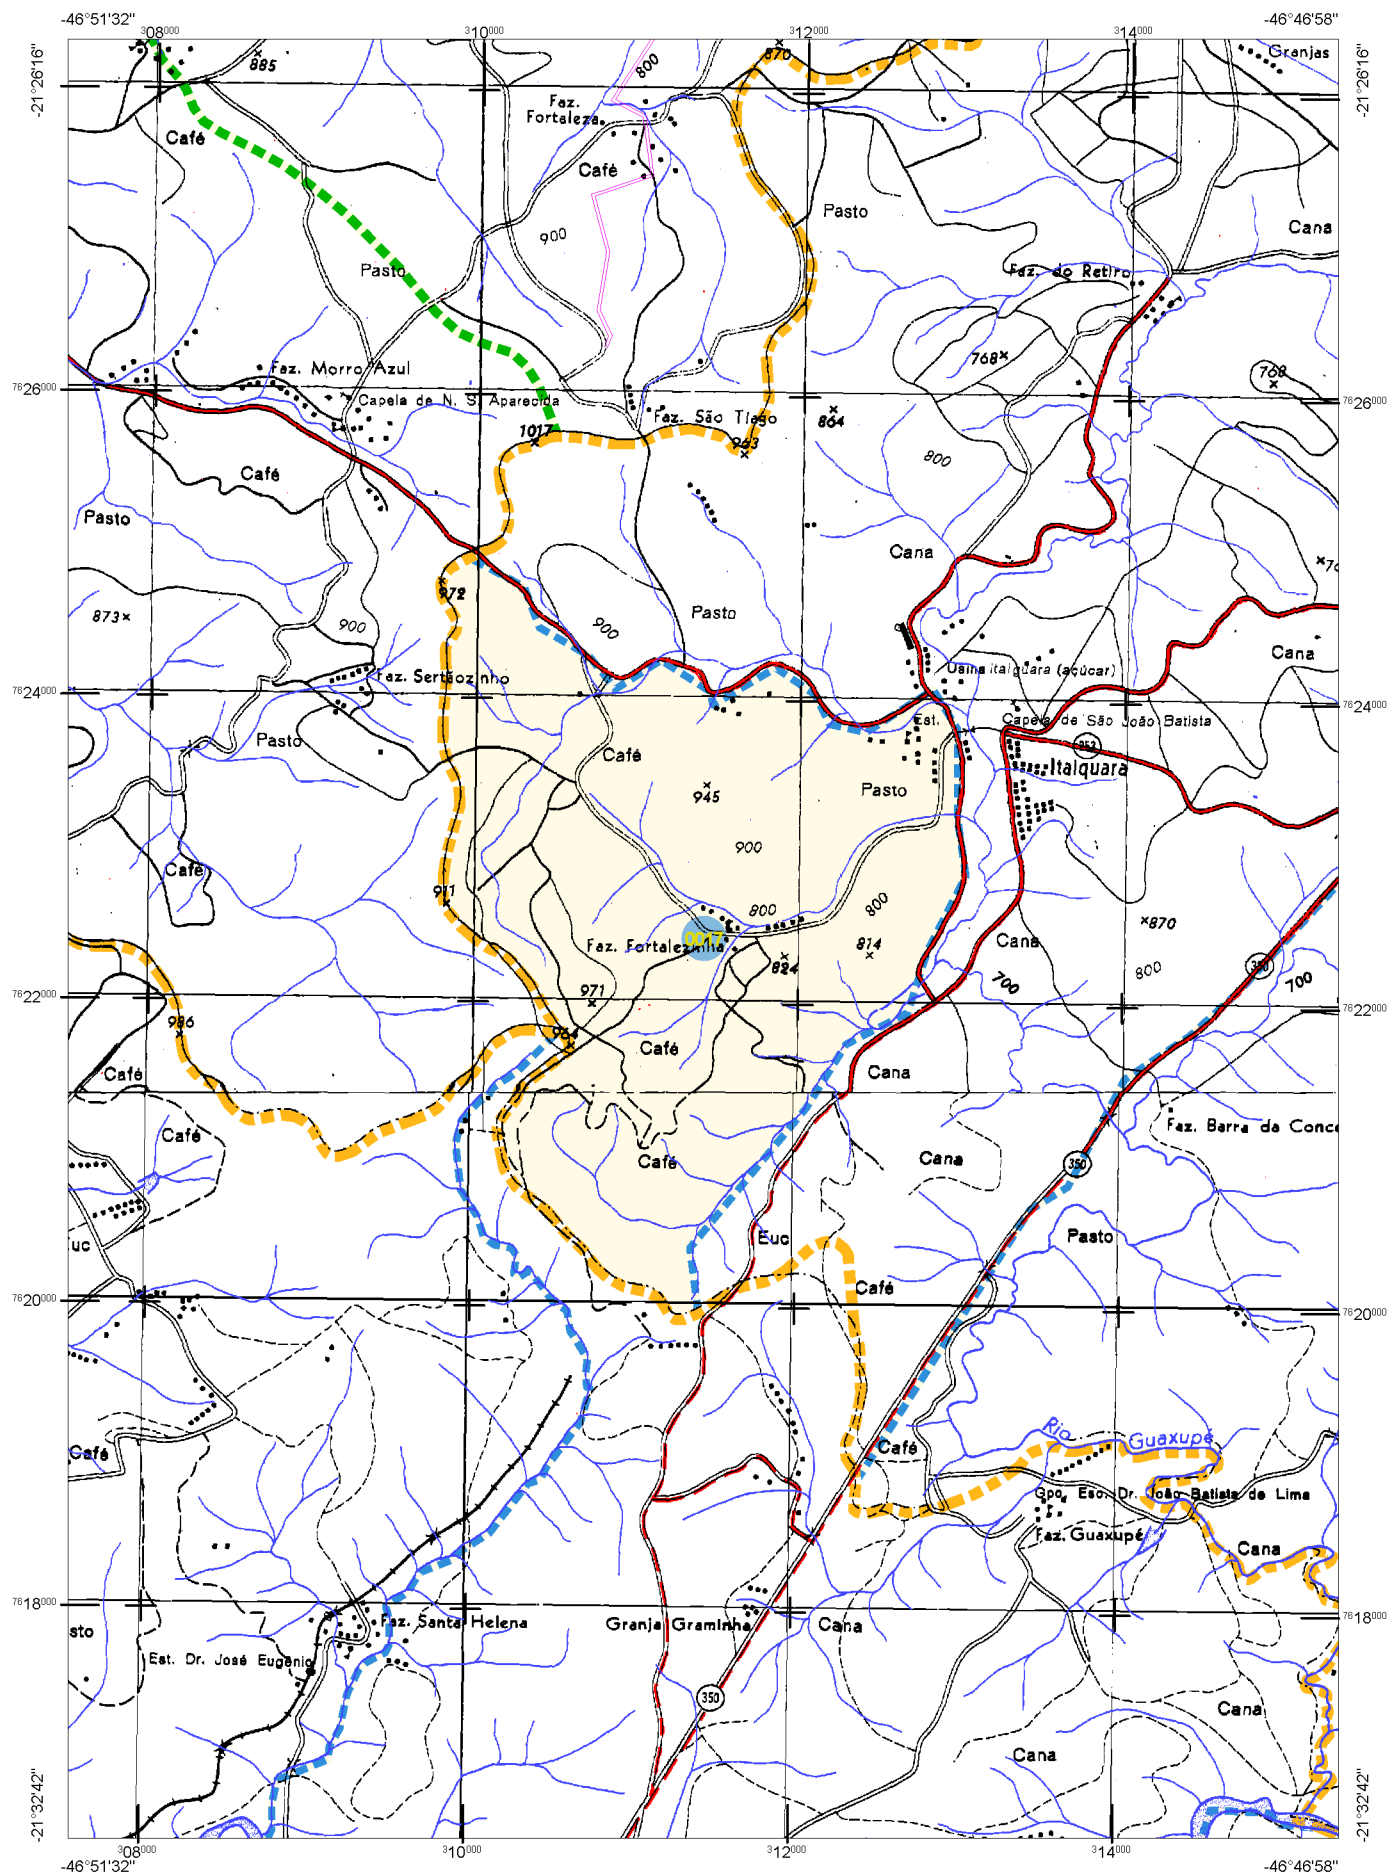 -46°51'32"
-46°46'58"
308000
310000
312000
314000
-21°26'16"
-21°26'16"
885
800
870
Granjas
Faz.
Fortaleza
Café
Café
Pasto
Cana
900
Pasto
Faz. do Retiro
768
760
Faz. Morro Azul
7626000
7626000
Capela de N. S. Aparecida
Faz. São Tiago
864
1017
963
800
Café
Pasto
Cana
972
873
900
900
Pasto
Cana
Usina Itaiquara (açúcar)
Faz. Sertãozinho
7624000
7624000
Est.
Capela de São João Batista
Pasto
Café
253
Itaiquara
945
Pasto
900
Café
911
800
800
870
Faz. Fortalezinha
0017
814
Cana
824
800
350
700
700
7622000
7622000
971
986
964
Café
Café
Cana
Café
Faz. Barra da Conce
Café
Cana
350
Euc
Pasto
uc
Café
7620000
7620000
Rio Guaxupé
Café
Café
Gpo. Esc. Dr. João Batista de Lima
Faz. Guaxupé
Cana
7618000
7618000
sto
Faz. Santa Helena
Granja Graminha
Cana
Est. Dr. José Eugênio
350
Cana
Cana
-21°32'42"
-21°32'42"
308000
310000
312000
314000
-46°51'32"
-46°46'58"